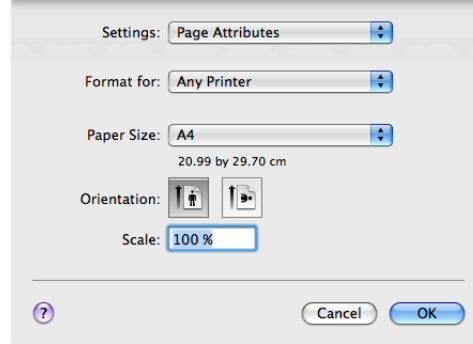 Settings: Page Attributes
Format for: Any Printer
Paper Size: A4
20.99 by 29.70 cm
Orientation:
Scale: 100 %
? Cancel OK